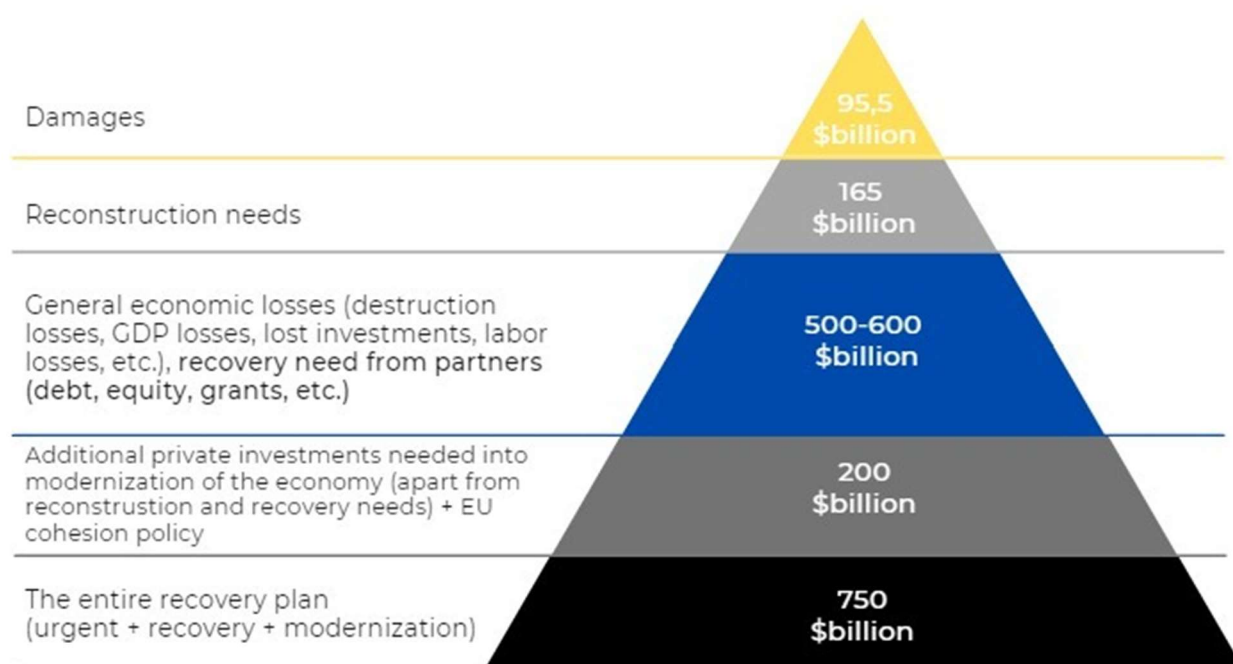 Damages
95,5
$billion
Reconstruction needs
165
$billion
General economic losses (destruction
losses, GDP losses, lost investments, labor
losses, etc.), recovery need from partners
(debt, equity, grants, etc.)
500-600
$billion
Additional private investments needed into
modernization of the economy (apart from
reconstrustion and recovery needs) + EU
cohesion policy
200
$billion
The entire recovery plan
(urgent + recovery + modernization)
750
$billion